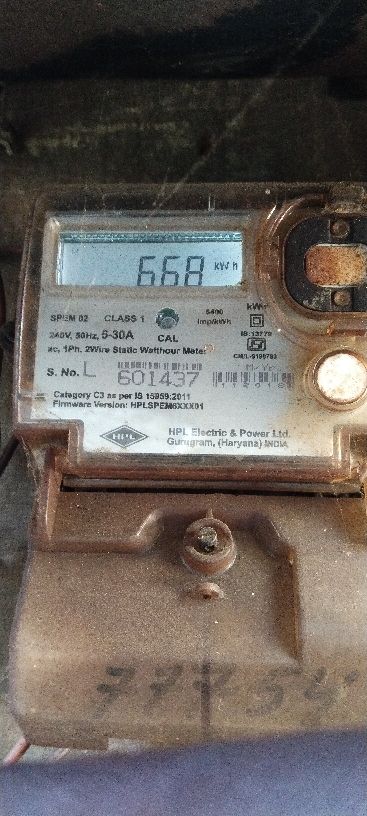 668 kWh
SPEM 02 CLASS 1 6400 imp/kWh kWh
240V, 50Hz, 5-30A CAL IS 13779
ac, 1Ph. 2Wire Static Watthour Meter
S. No. L 601437 M/Yr
Category C3 as per IS 15959:2011
Firmware Version: HPLSPEM6XXX01
HPL
HPL Electric & Power Ltd.
Gurugram, (Haryana) INDIA
77754